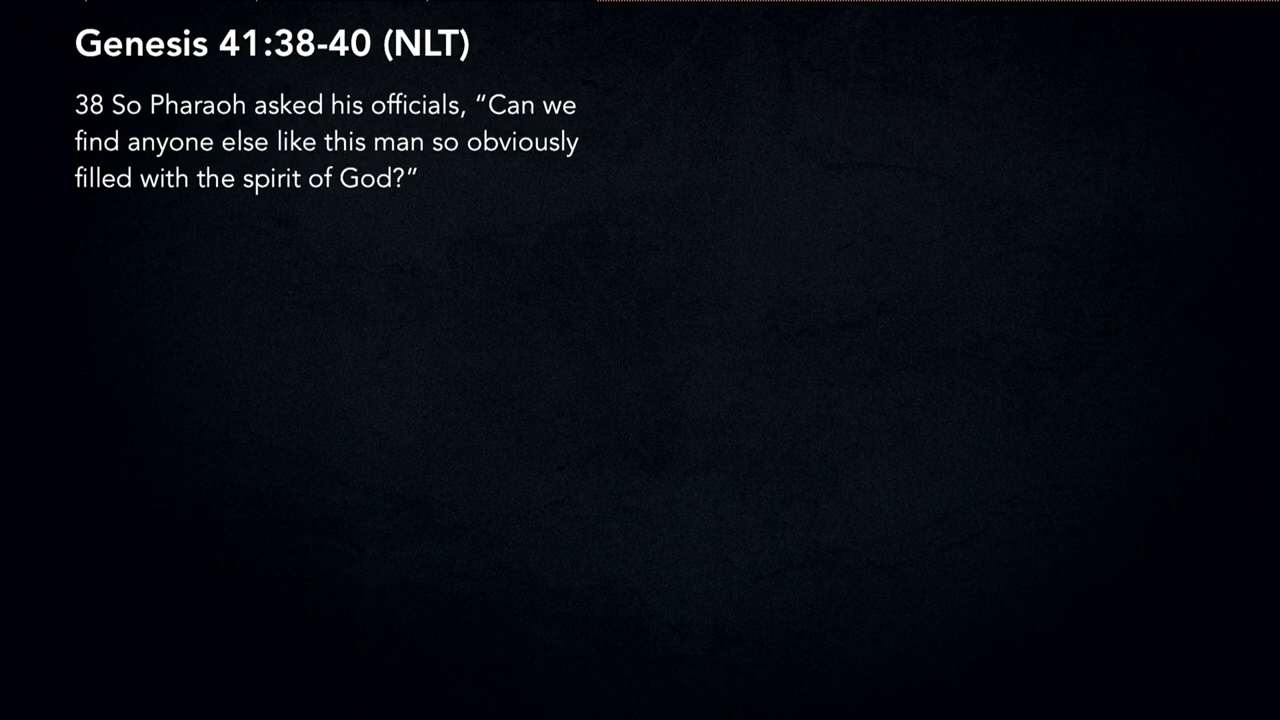 Genesis 41:38-40 (NLT)
38 So Pharaoh asked his officials, “Can we
find anyone else like this man so obviously
filled with the spirit of God?”